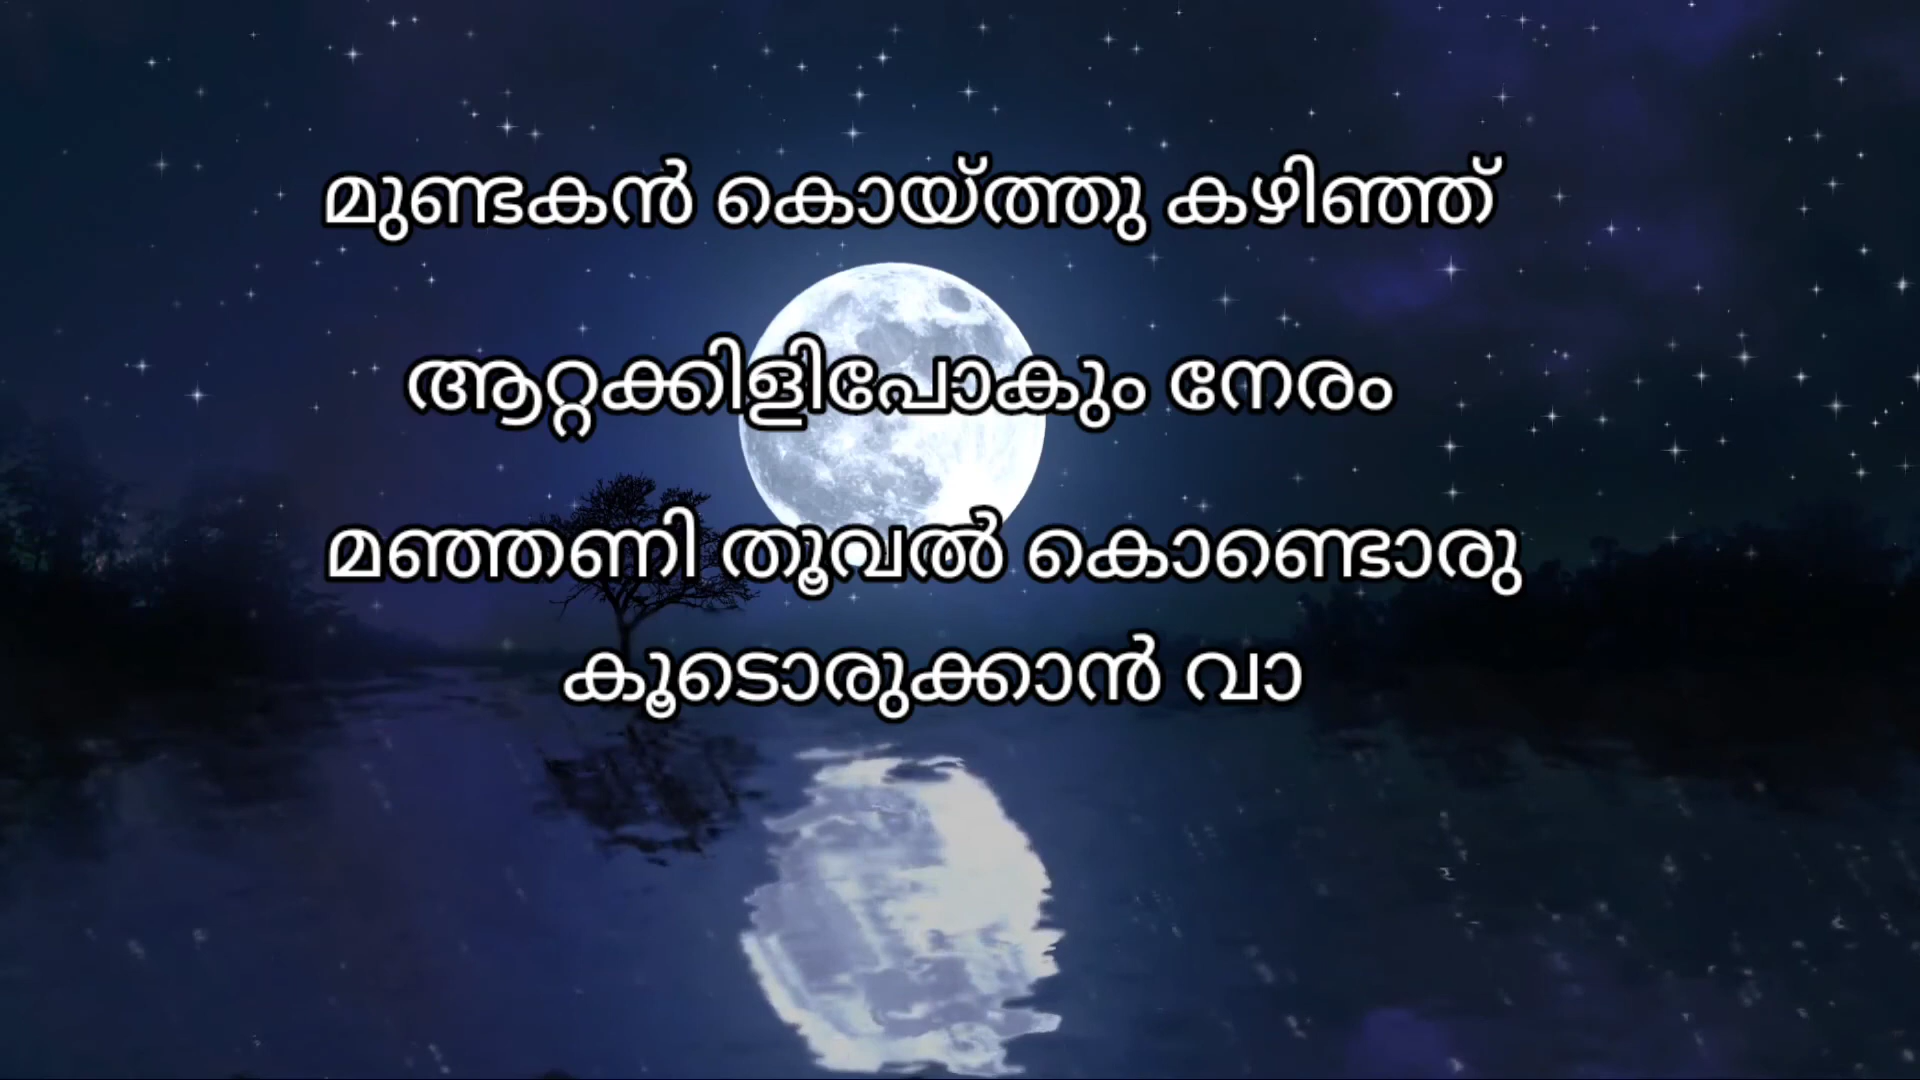 മുണ്ടകൻ കൊയ്ത്തു കഴിഞ്ഞ്
ആറ്റക്കിളിപോകും നേരം
മഞ്ഞണി തൂവൽ കൊണ്ടൊരു
കൂടൊരുക്കാൻ വാ